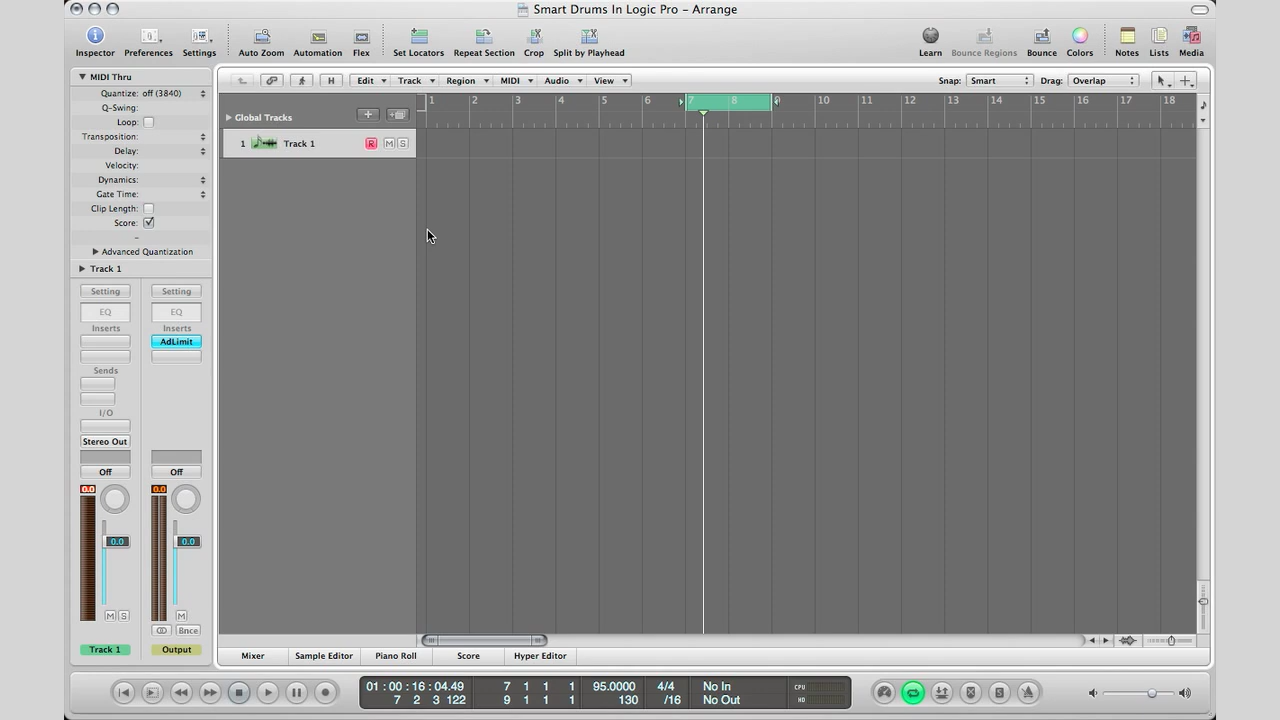 Smart Drums In Logic Pro – Arrange
Inspector Preferences Settings Auto Zoom Automation Flex Set Locators Repeat Section Crop Split by Playhead Learn Bounce Regions Bounce Colors Notes Lists Media
MIDI Thru
H Edit Track Region MIDI Audio View Snap: Smart Drag: Overlap
Quantize: off (3840)
Q-Swing:
Loop:
Transposition:
Delay:
Velocity:
Dynamics:
Gate Time:
Clip Length:
Score:
–
Advanced Quantization
Track 1
1 2 3 4 5 6 7 8 9 10 11 12 13 14 15 16 17 18
Global Tracks
1 Track 1 R M S
Setting Setting
EQ EQ
Inserts Inserts
AdLimit
Sends
I/O
Stereo Out
Off Off
0.0 0.0
0.0 0.0
M S M
Bnce
Track 1 Output
Mixer Sample Editor Piano Roll Score Hyper Editor
01 : 00 : 16 : 04.49 7 1 1 1 95.0000 4/4 No In CPU
7 2 3 122 9 1 1 1 130 /16 No Out HD
S